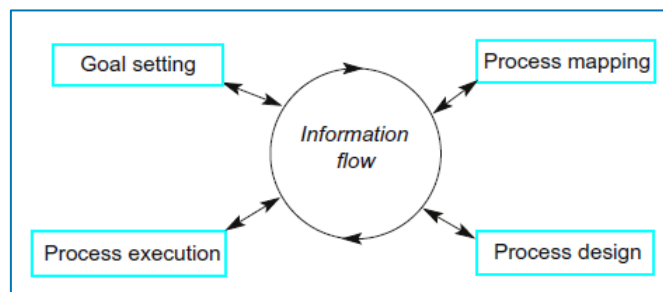 Goal setting
Process mapping
Information
flow
Process execution
Process design